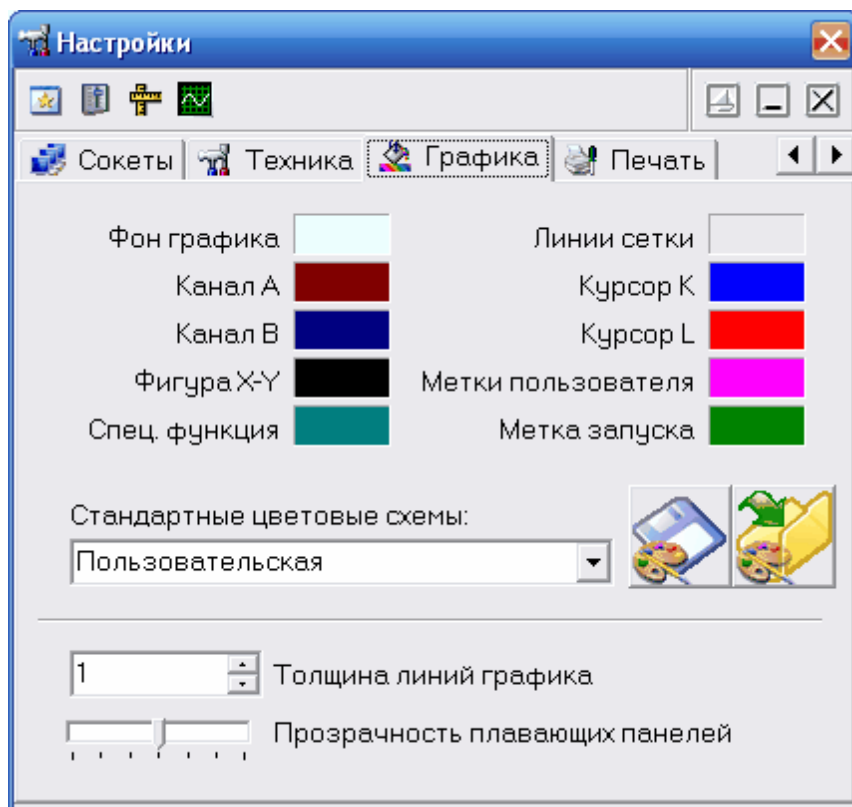 Настройки
Сокеты Техника Графика Печать
Фон графика Линии сетки
Канал A Курсор K
Канал B Курсор L
Фигура X-Y Метки пользователя
Спец. функция Метка запуска
Стандартные цветовые схемы:
Пользовательская
1 Толщина линий графика
Прозрачность плавающих панелей